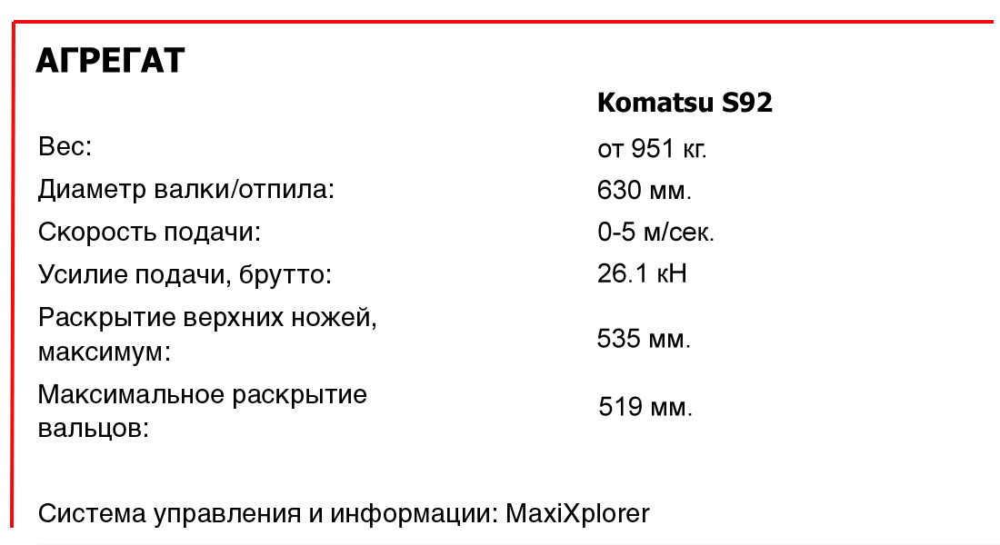 АГРЕГАТ
Komatsu S92
Вес: от 951 кг.
Диаметр валки/отпила: 630 мм.
Скорость подачи: 0-5 м/сек.
Усилие подачи, брутто: 26.1 кН
Раскрытие верхних ножей,
максимум: 535 мм.
Максимальное раскрытие
вальцов: 519 мм.
Система управления и информации: MaxiXplorer